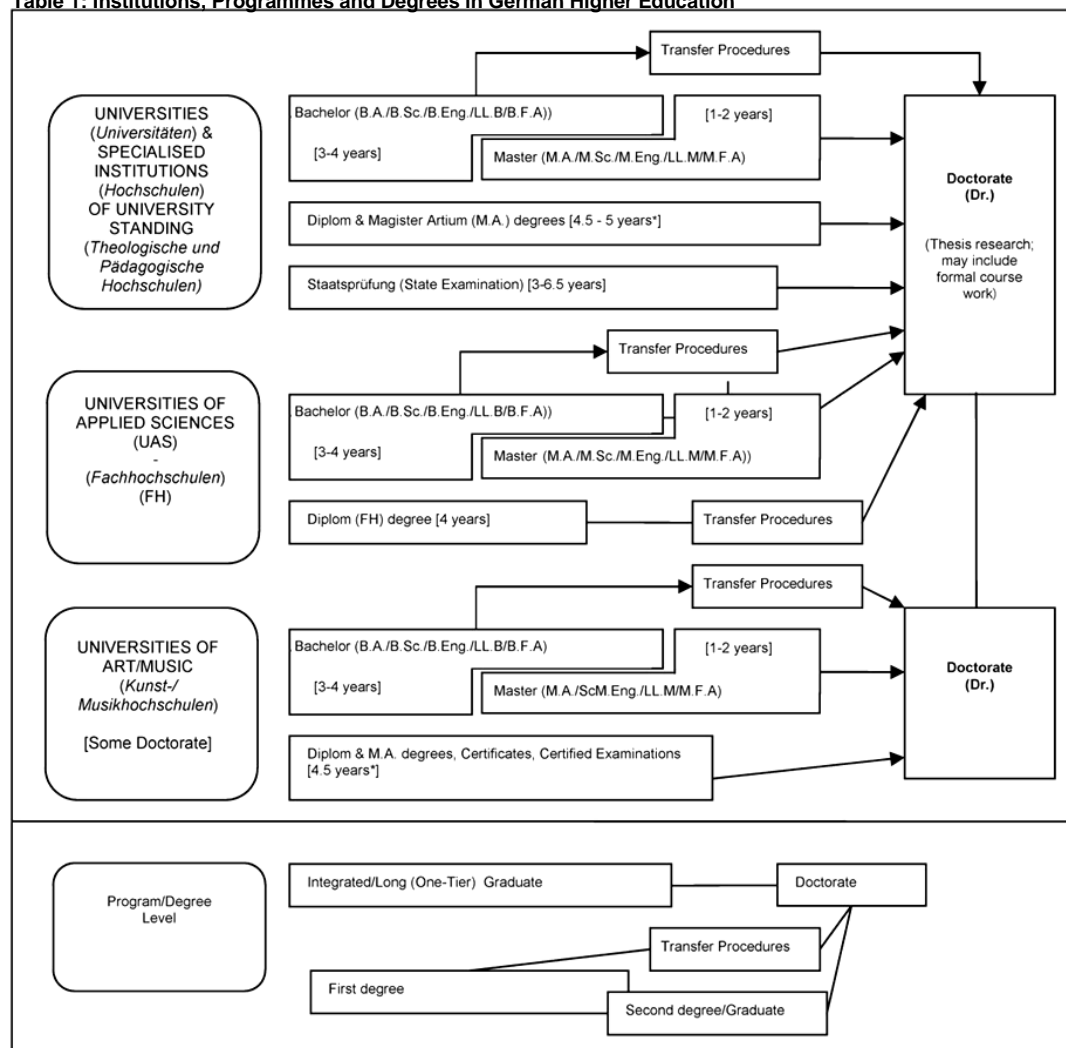 Table 1: Institutions, Programmes and Degrees in German Higher Education
Transfer Procedures
UNIVERSITIES
(Universitäten) &
SPECIALISED
INSTITUTIONS
(Hochschulen)
OF UNIVERSITY
STANDING
(Theologische und
Pädagogische
Hochschulen)
Bachelor (B.A./B.Sc./B.Eng./LL.B/B.F.A))
[3-4 years]
[1-2 years]
Master (M.A./M.Sc./M.Eng./LL.M/M.F.A)
Diplom & Magister Artium (M.A.) degrees [4.5 - 5 years*]
Staatsprüfung (State Examination) [3-6.5 years]
Doctorate
(Dr.)
(Thesis research;
may include
formal course
work)
Transfer Procedures
UNIVERSITIES OF
APPLIED SCIENCES
(UAS)
-
(Fachhochschulen)
(FH)
Bachelor (B.A./B.Sc./B.Eng./LL.B/B.F.A))
[3-4 years]
[1-2 years]
Master (M.A./M.Sc./M.Eng./LL.M/M.F.A))
Diplom (FH) degree [4 years]
Transfer Procedures
Transfer Procedures
UNIVERSITIES OF
ART/MUSIC
(Kunst-/
Musikhochschulen)
[Some Doctorate]
Bachelor (B.A./B.Sc./B.Eng./LL.B/B.F.A)
[3-4 years]
[1-2 years]
Master (M.A./ScM.Eng./LL.M/M.F.A)
Diplom & M.A. degrees, Certificates, Certified Examinations
[4.5 years*]
Doctorate
(Dr.)
Program/Degree
Level
Integrated/Long (One-Tier) Graduate
Doctorate
Transfer Procedures
First degree
Second degree/Graduate